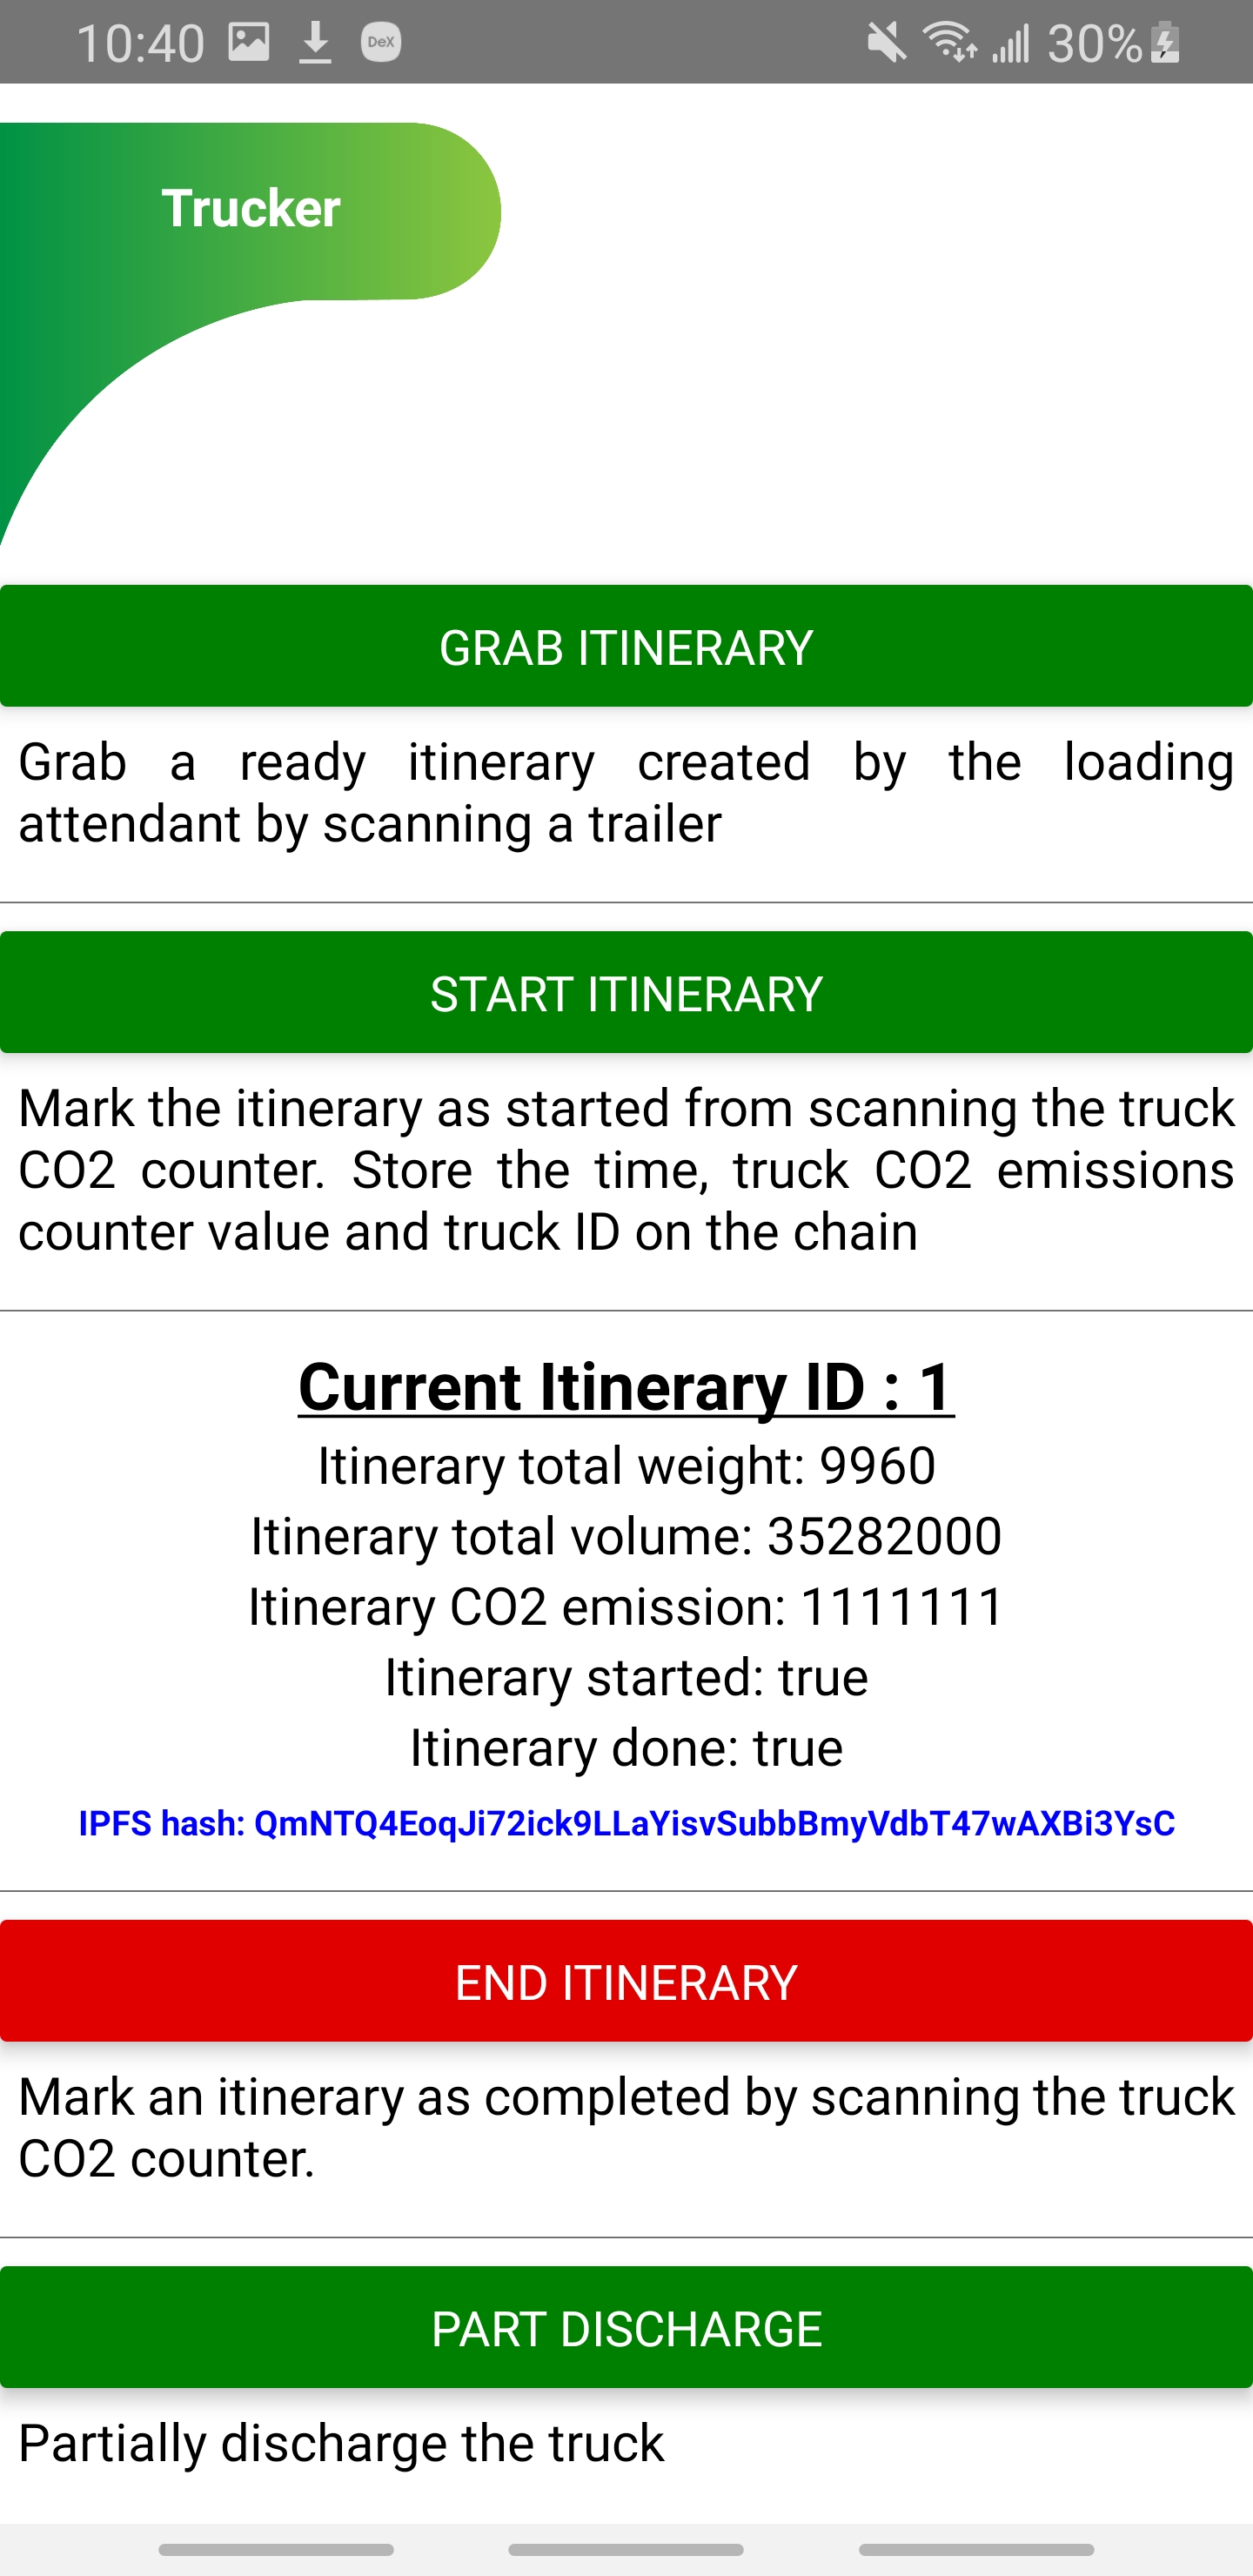 10:40 DeX 30%
Trucker
GRAB ITINERARY
Grab a ready itinerary created by the loading
attendant by scanning a trailer
START ITINERARY
Mark the itinerary as started from scanning the truck
CO2 counter. Store the time, truck CO2 emissions
counter value and truck ID on the chain
Current Itinerary ID : 1
Itinerary total weight: 9960
Itinerary total volume: 35282000
Itinerary CO2 emission: 1111111
Itinerary started: true
Itinerary done: true
IPFS hash: QmNTQ4EoqJi72ick9LLaYisvSubbBmyVdbT47wAXBi3YsC
END ITINERARY
Mark an itinerary as completed by scanning the truck
CO2 counter.
PART DISCHARGE
Partially discharge the truck